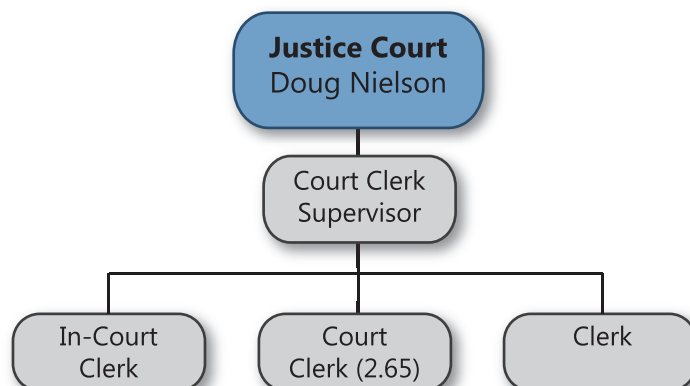 Justice Court
Doug Nielson
Court Clerk
Supervisor
In-Court
Clerk
Court
Clerk (2.65)
Clerk